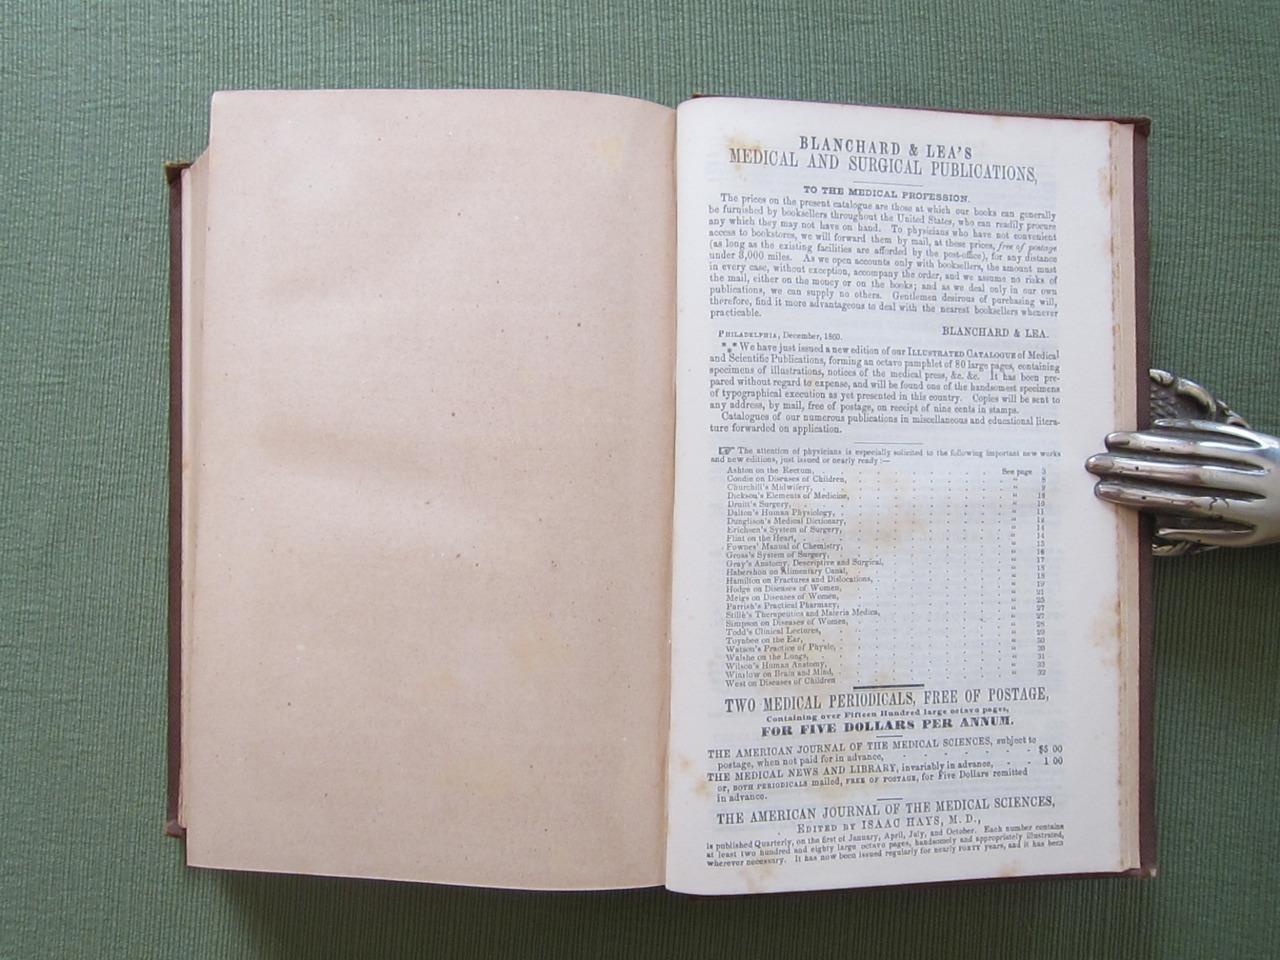 BLANCHARD & LEA'S
MEDICAL AND SURGICAL PUBLICATIONS,
TO THE MEDICAL PROFESSION.
The prices on the present catalogue are those at which our books can generally
be furnished by booksellers throughout the United States, who can readily procure
any which they may not have on hand. To physicians who have not convenient
access to bookstores, we will forward them by mail, at these prices, free of postage
(as long as the existing facilities are afforded by the post-office), for any distance
under 3,000 miles. As we open accounts only with booksellers, the amount must
in every case, without exception, accompany the order, and we assume no risks of
the mail, either on the money or on the books; and as we deal only in our own
publications, we can supply no others. Gentlemen desirous of purchasing will,
therefore, find it more advantageous to deal with the nearest booksellers whenever
practicable.
BLANCHARD & LEA.
PHILADELPHIA, December, 1860.
*** We have just issued a new edition of our ILLUSTRATED CATALOGUE of Medical
and Scientific Publications, forming an octavo pamphlet of 80 large pages, containing
specimens of illustrations, notices of the medical press, &c. &c. It has been pre-
pared without regard to expense, and will be found one of the handsomest specimens
of typographical execution as yet presented in this country. Copies will be sent to
any address, by mail, free of postage, on receipt of nine cents in stamps.
Catalogues of our numerous publications in miscellaneous and educational litera-
ture forwarded on application.
☞ The attention of physicians is especially solicited to the following important new works
and new editions, just issued or nearly ready :—
Ashton on the Rectum, See page 3
Condie on Diseases of Children, " 8
Churchill's Midwifery, " 9
Dickson's Elements of Medicine, "
Druitt's Surgery, " 10
Dalton's Human Physiology, " 11
Dunglison's Medical Dictionary, " 12
Erichsen's System of Surgery, " 14
Flint on the Heart, " 14
Fownes' Manual of Chemistry, " 15
Gross's System of Surgery, " 16
Gray's Anatomy, Descriptive and Surgical, " 17
Habershon on Alimentary Canal, "
Hamilton on Fractures and Dislocations, " 18
Hodge on Diseases of Women, " 19
Meigs on Diseases of Women, " 21
Parrish's Practical Pharmacy, " 25
Stillé's Therapeutics and Materia Medica, " 27
Simpson on Diseases of Women, " 27
Todd's Clinical Lectures, " 28
Toynbee on the Ear, " 29
Watson's Practice of Physic, " 30
Walshe on the Lungs, " 30
Wilson's Human Anatomy, " 31
Winslow on Brain and Mind, "
West on Diseases of Children " 32
TWO MEDICAL PERIODICALS, FREE OF POSTAGE,
Containing over Fifteen Hundred large octavo pages,
FOR FIVE DOLLARS PER ANNUM.
THE AMERICAN JOURNAL OF THE MEDICAL SCIENCES, subject to
postage, when not paid for in advance, $5 00
THE MEDICAL NEWS AND LIBRARY, invariably in advance, 1 00
or, BOTH PERIODICALS mailed, FREE OF POSTAGE, for Five Dollars remitted
in advance.
THE AMERICAN JOURNAL OF THE MEDICAL SCIENCES,
EDITED BY ISAAC HAYS, M. D.,
is published Quarterly, on the first of January, April, July, and October. Each number contains
at least two hundred and eighty large octavo pages, handsomely and appropriately illustrated,
wherever necessary. It has now been issued regularly for nearly FORTY years, and it has been